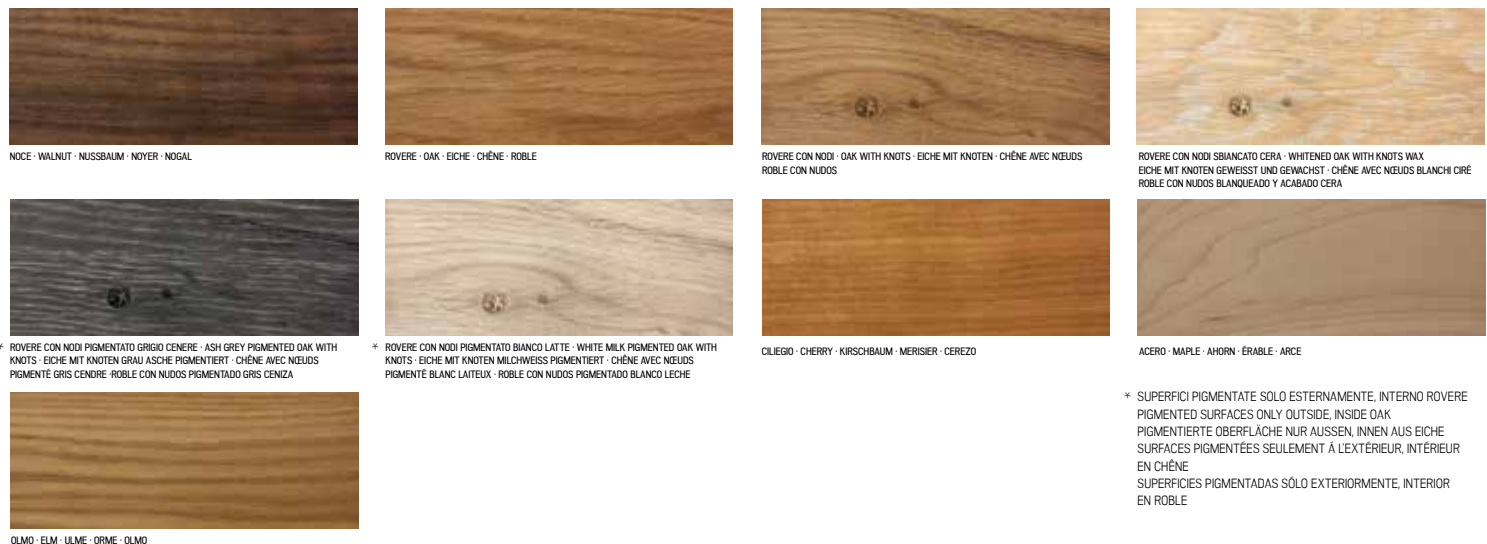 NOCE · WALNUT · NUSSBAUM · NOYER · NOGAL
ROVERE · OAK · EICHE · CHÊNE · ROBLE
ROVERE CON NODI · OAK WITH KNOTS · EICHE MIT KNOTEN · CHÊNE AVEC NŒUDS
ROBLE CON NUDOS
ROVERE CON NODI SBIANCATO CERA · WHITENED OAK WITH KNOTS WAX
EICHE MIT KNOTEN GEWEISST UND GEWACHST · CHÊNE AVEC NŒUDS BLANCHI CIRÉ
ROBLE CON NUDOS BLANQUEADO Y ACABADO CERA
* ROVERE CON NODI PIGMENTATO GRIGIO CENERE · ASH GREY PIGMENTED OAK WITH
KNOTS · EICHE MIT KNOTEN GRAU ASCHE PIGMENTIERT · CHÊNE AVEC NŒUDS
PIGMENTÉ GRIS CENDRE ·ROBLE CON NUDOS PIGMENTADO GRIS CENIZA
* ROVERE CON NODI PIGMENTATO BIANCO LATTE · WHITE MILK PIGMENTED OAK WITH
KNOTS · EICHE MIT KNOTEN MILCHWEISS PIGMENTIERT · CHÊNE AVEC NŒUDS
PIGMENTÉ BLANC LAITEUX · ROBLE CON NUDOS PIGMENTADO BLANCO LECHE
CILIEGIO · CHERRY · KIRSCHBAUM · MERISIER · CEREZO
ACERO · MAPLE · AHORN · ÉRABLE · ARCE
OLMO · ELM · ULME · ORME · OLMO
* SUPERFICI PIGMENTATE SOLO ESTERNAMENTE, INTERNO ROVERE
PIGMENTED SURFACES ONLY OUTSIDE, INSIDE OAK
PIGMENTIERTE OBERFLÄCHE NUR AUSSEN, INNEN AUS EICHE
SURFACES PIGMENTÉES SEULEMENT Á L'EXTÉRIEUR, INTÉRIEUR
EN CHÊNE
SUPERFICIES PIGMENTADAS SÓLO EXTERIORMENTE, INTERIOR
EN ROBLE